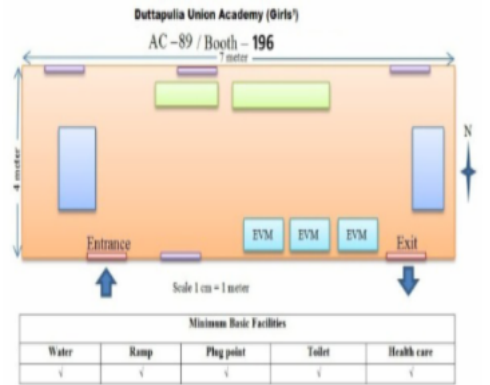 Duttapulia Union Academy (Girls')
AC -89 / Booth - 196
7 meter
4 meter
N
EVM EVM EVM
Entrance Exit
Scale 1 cm = 1 meter
Minimum Basic Facilities
Water Ramp Plug point Toilet Health care
√ √ √ √ √